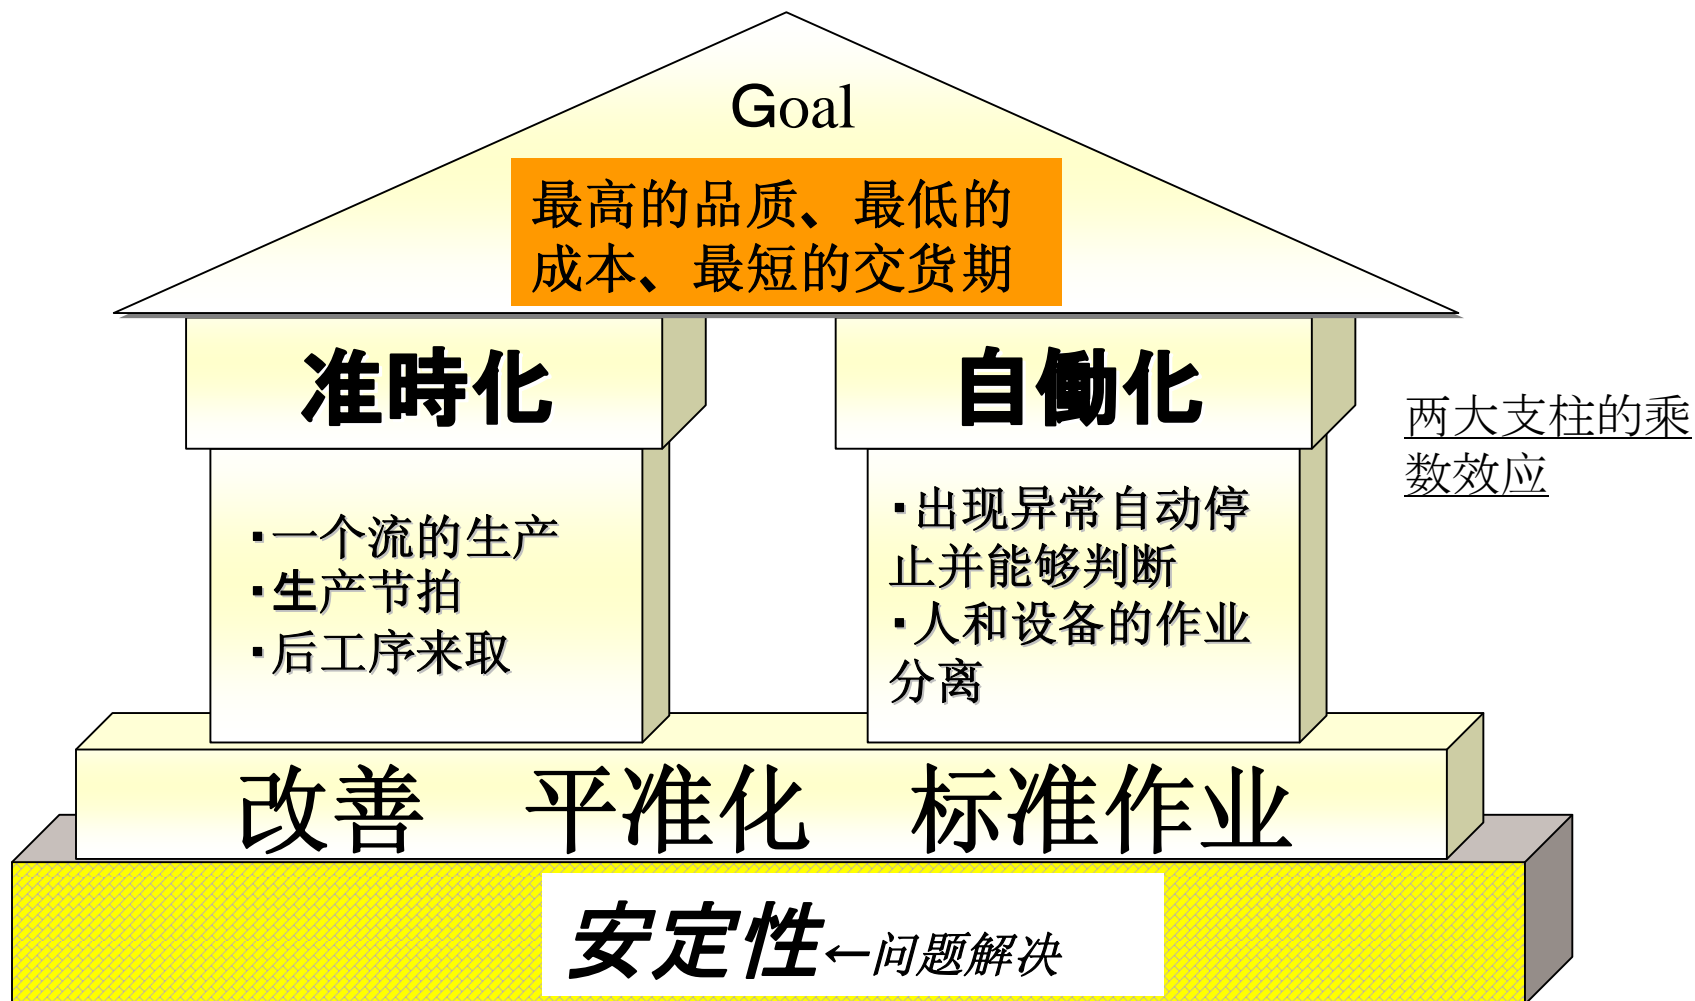 Goal
最高的品质、最低的
成本、最短的交货期
准時化
自働化
两大支柱的乘
数效应
·一个流的生产
·生产节拍
·后工序来取
·出现异常自动停
止并能够判断
·人和设备的作业
分离
改善 平准化 标准作业
安定性←问题解决